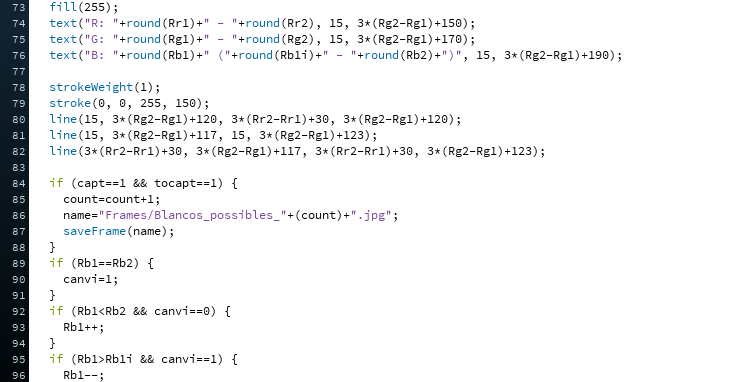 73 fill(255);
74 text("R: "+round(Rr1)+" - "+round(Rr2), 15, 3*(Rg2-Rg1)+150);
75 text("G: "+round(Rg1)+" - "+round(Rg2), 15, 3*(Rg2-Rg1)+170);
76 text("B: "+round(Rb1)+" ("+round(Rb1i)+" - "+round(Rb2)+")", 15, 3*(Rg2-Rg1)+190);
77
78 strokeWeight(1);
79 stroke(0, 0, 255, 150);
80 line(15, 3*(Rg2-Rg1)+120, 3*(Rr2-Rr1)+30, 3*(Rg2-Rg1)+120);
81 line(15, 3*(Rg2-Rg1)+117, 15, 3*(Rg2-Rg1)+123);
82 line(3*(Rr2-Rr1)+30, 3*(Rg2-Rg1)+117, 3*(Rr2-Rr1)+30, 3*(Rg2-Rg1)+123);
83
84 if (capt==1 && tocapt==1) {
85 count=count+1;
86 name="Frames/Blancos_possibles_"+(count)+".jpg";
87 saveFrame(name);
88 }
89 if (Rb1==Rb2) {
90 canvi=1;
91 }
92 if (Rb1<Rb2 && canvi==0) {
93 Rb1++;
94 }
95 if (Rb1>Rb1i && canvi==1) {
96 Rb1--;